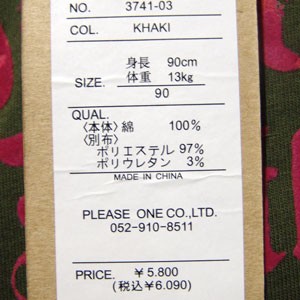 NO. 3741-03
COL. KHAKI
身長 90cm
SIZE. 体重 13kg
90
QUAL.
〈本体〉綿 100%
〈別布〉
ポリエステル 97%
ポリウレタン 3%
MADE IN CHINA
PLEASE ONE CO.,LTD.
052-910-8511
PRICE. ￥5.800
(税込￥6.090)